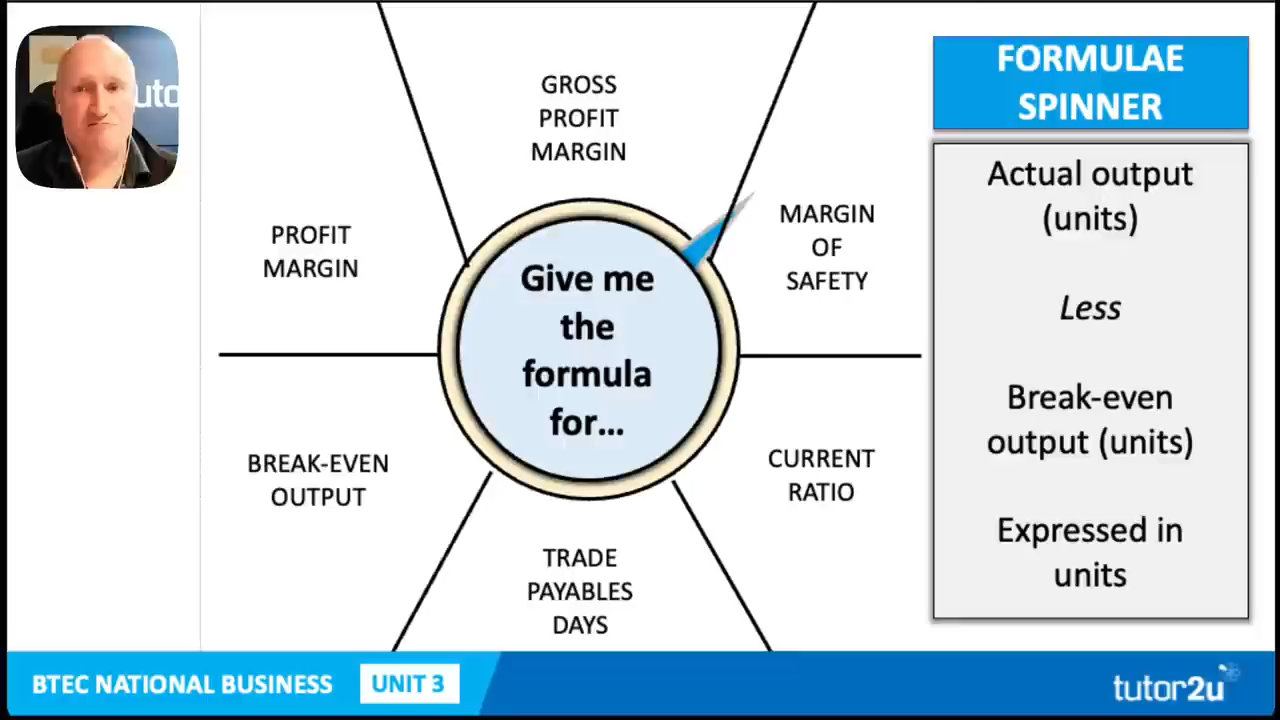 uto
GROSS
PROFIT
MARGIN
PROFIT
MARGIN
MARGIN
OF
SAFETY
Give me
the
formula
for...
BREAK-EVEN
OUTPUT
CURRENT
RATIO
TRADE
PAYABLES
DAYS
FORMULAE
SPINNER
Actual output
(units)
Less
Break-even
output (units)
Expressed in
units
BTEC NATIONAL BUSINESS
UNIT 3
tutor2u